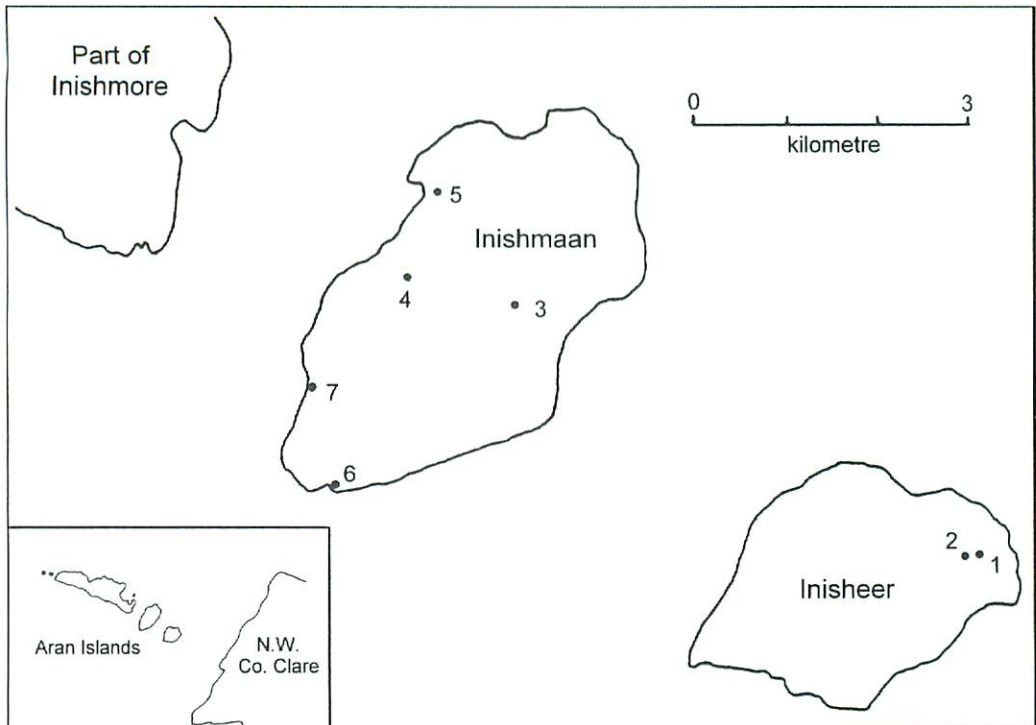 Part of
Inishmore
0 3
kilometre
5
Inishmaan
4
3
7
6
2
1
Inisheer
Aran Islands
N.W.
Co. Clare